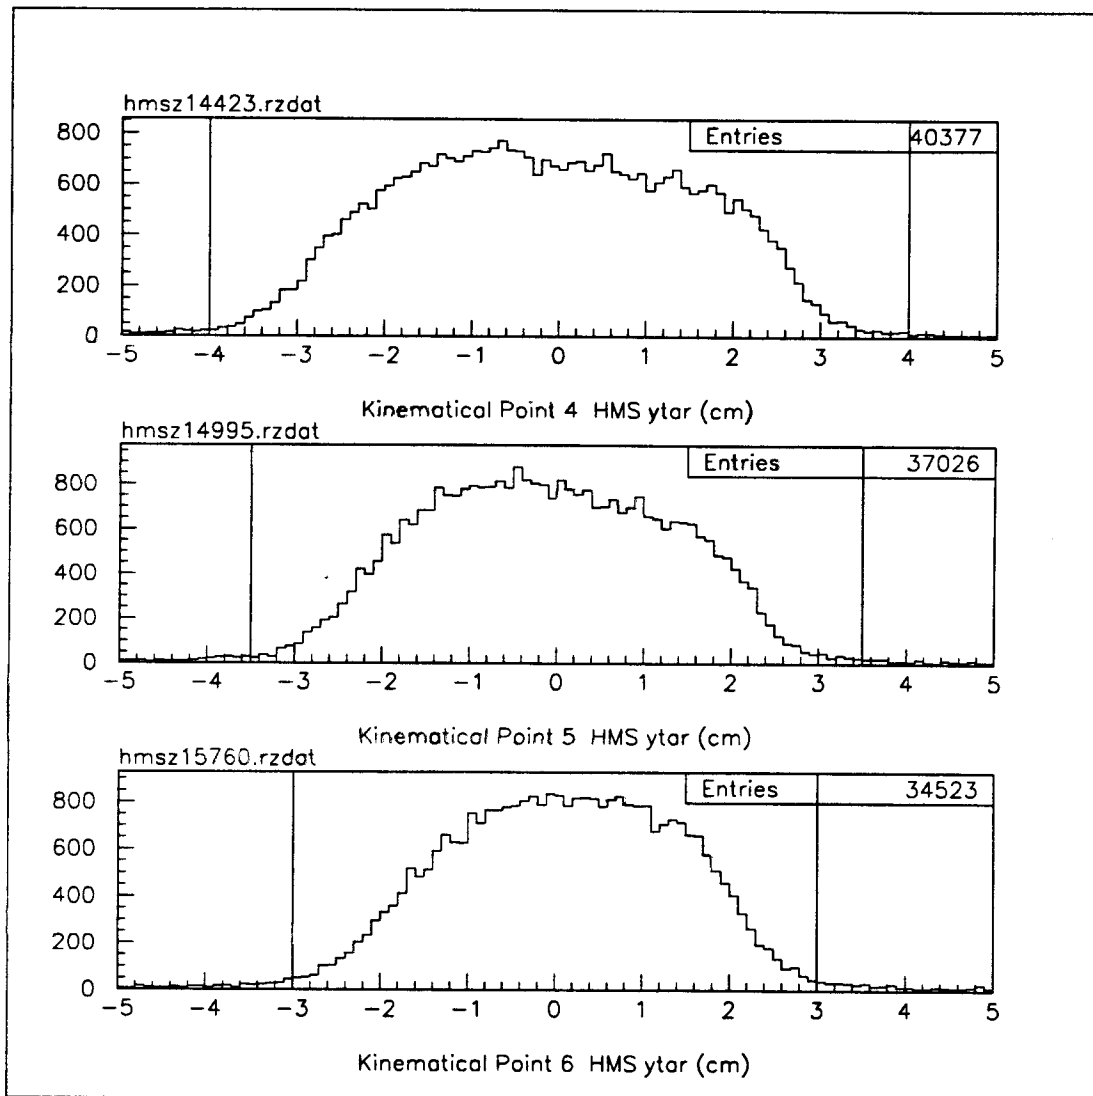 hmsz14423.rzdat
Entries 40377
800
600
400
200
0
-5 -4 -3 -2 -1 0 1 2 3 4 5
Kinematical Point 4 HMS ytar (cm)
hmsz14995.rzdat
Entries 37026
800
600
400
200
0
-5 -4 -3 -2 -1 0 1 2 3 4 5
Kinematical Point 5 HMS ytar (cm)
hmsz15760.rzdat
Entries 34523
800
600
400
200
0
-5 -4 -3 -2 -1 0 1 2 3 4 5
Kinematical Point 6 HMS ytar (cm)